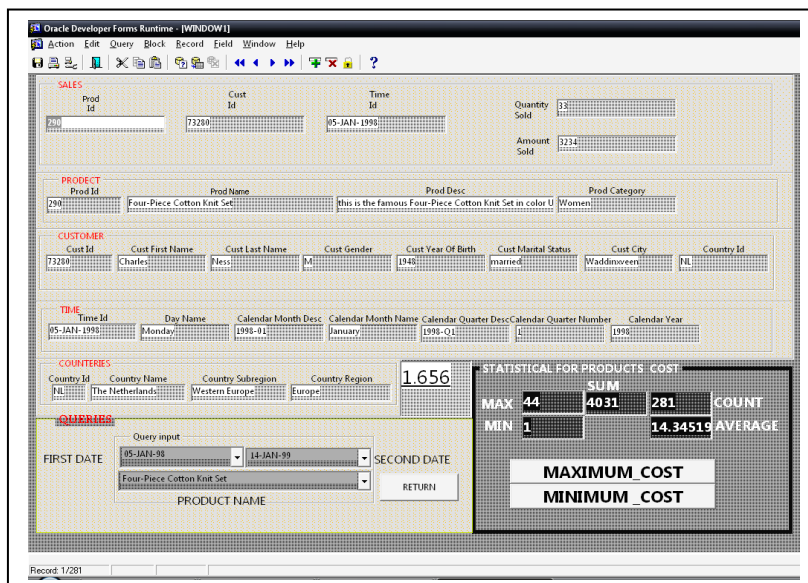 Oracle Developer Forms Runtime - [WINDOW1]
Action Edit Query Block Record Field Window Help
SALES
Prod Id
Cust Id
Time Id
290
73280
05-JAN-1998
Quantity Sold
33
Amount Sold
3234
PRODECT
Prod Id Prod Name Prod Desc Prod Category
290 Four-Piece Cotton Knit Set this is the famous Four-Piece Cotton Knit Set in color U Women
CUSTOMER
Cust Id Cust First Name Cust Last Name Cust Gender Cust Year Of Birth Cust Marital Status Cust City Country Id
73280 Charles Ness M 1948 married Waddinxveen NL
TIME
Time Id Day Name Calendar Month Desc Calendar Month Name Calendar Quarter Desc Calendar Quarter Number Calendar Year
05-JAN-1998 Monday 1998-01 January 1998-Q1 1 1998
COUNTERIES
Country Id Country Name Country Subregion Country Region
NL The Netherlands Western Europe Europe
1.656
STATISTICAL FOR PRODUCTS COST
SUM
MAX 44 4031 281 COUNT
MIN 1 14.34519 AVERAGE
MAXIMUM_COST
MINIMUM _COST
QUERIES
Query input
FIRST DATE 05-JAN-98 14-JAN-99 SECOND DATE
Four-Piece Cotton Knit Set
RETURN
PRODUCT NAME
Record: 1/281